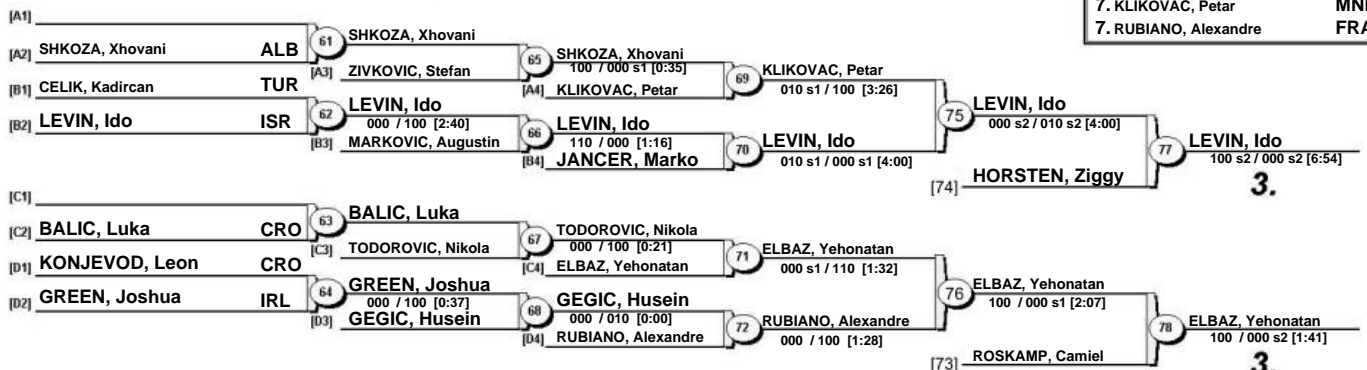 7. KLIKOVAC, Petar MN
7. RUBIANO, Alexandre FRA
[A1]
[A2] SHKOZA, Xhovani ALB
61 SHKOZA, Xhovani
[A3] ZIVKOVIC, Stefan
65 SHKOZA, Xhovani
100 / 000 s1 [0:35]
[A4] KLIKOVAC, Petar
69 KLIKOVAC, Petar
010 s1 / 100 [3:26]
[B1] CELIK, Kadircan TUR
[B2] LEVIN, Ido ISR
62 LEVIN, Ido
000 / 100 [2:40]
[B3] MARKOVIC, Augustin
66 LEVIN, Ido
110 / 000 [1:16]
[B4] JANCER, Marko
70 LEVIN, Ido
010 s1 / 000 s1 [4:00]
75 LEVIN, Ido
000 s2 / 010 s2 [4:00]
[74] HORSTEN, Ziggy
77 LEVIN, Ido
100 s2 / 000 s2 [6:54]
3.
[C1]
[C2] BALIC, Luka CRO
63 BALIC, Luka
[C3] TODOROVIC, Nikola
67 TODOROVIC, Nikola
000 / 100 [0:21]
[C4] ELBAZ, Yehonatan
71 ELBAZ, Yehonatan
000 s1 / 110 [1:32]
[D1] KONJEVOD, Leon CRO
[D2] GREEN, Joshua IRL
64 GREEN, Joshua
000 / 100 [0:37]
[D3] GEGIC, Husein
68 GEGIC, Husein
000 / 010 [0:00]
[D4] RUBIANO, Alexandre
72 RUBIANO, Alexandre
000 / 100 [1:28]
76 ELBAZ, Yehonatan
100 / 000 s1 [2:07]
[73] ROSKAMP, Camiel
78 ELBAZ, Yehonatan
100 / 000 s2 [1:41]
3.